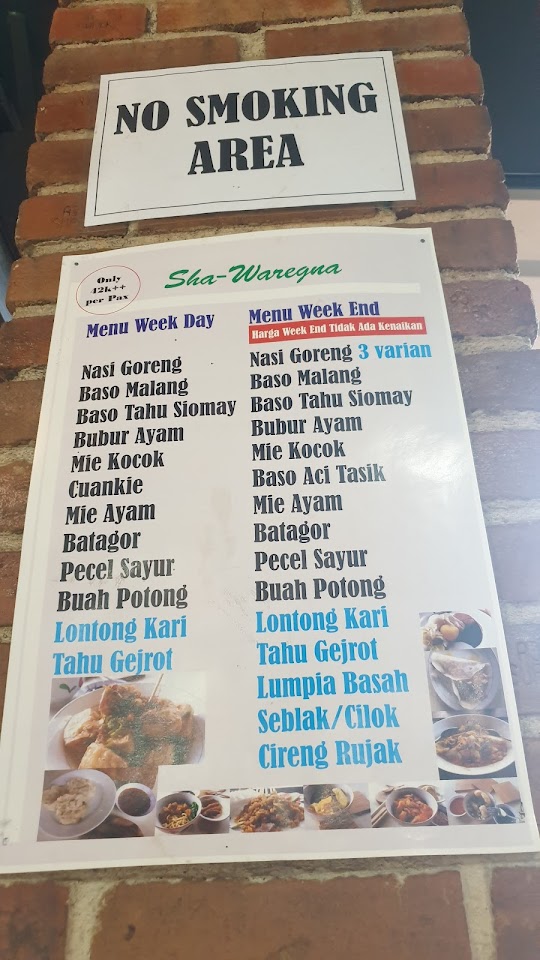 NO SMOKING
AREA
Only
42k++
per Pax
Sha-Waregna
Menu Week Day
Nasi Goreng
Baso Malang
Baso Tahu Siomay
Bubur Ayam
Mie Kocok
Cuankie
Mie Ayam
Batagor
Pecel Sayur
Buah Potong
Lontong Kari
Tahu Gejrot
Menu Week End
Harga Week End Tidak Ada Kenaikan
Nasi Goreng 3 varian
Baso Malang
Baso Tahu Siomay
Bubur Ayam
Mie Kocok
Baso Aci Tasik
Mie Ayam
Batagor
Pecel Sayur
Buah Potong
Lontong Kari
Tahu Gejrot
Lumpia Basah
Seblak/Cilok
Cireng Rujak